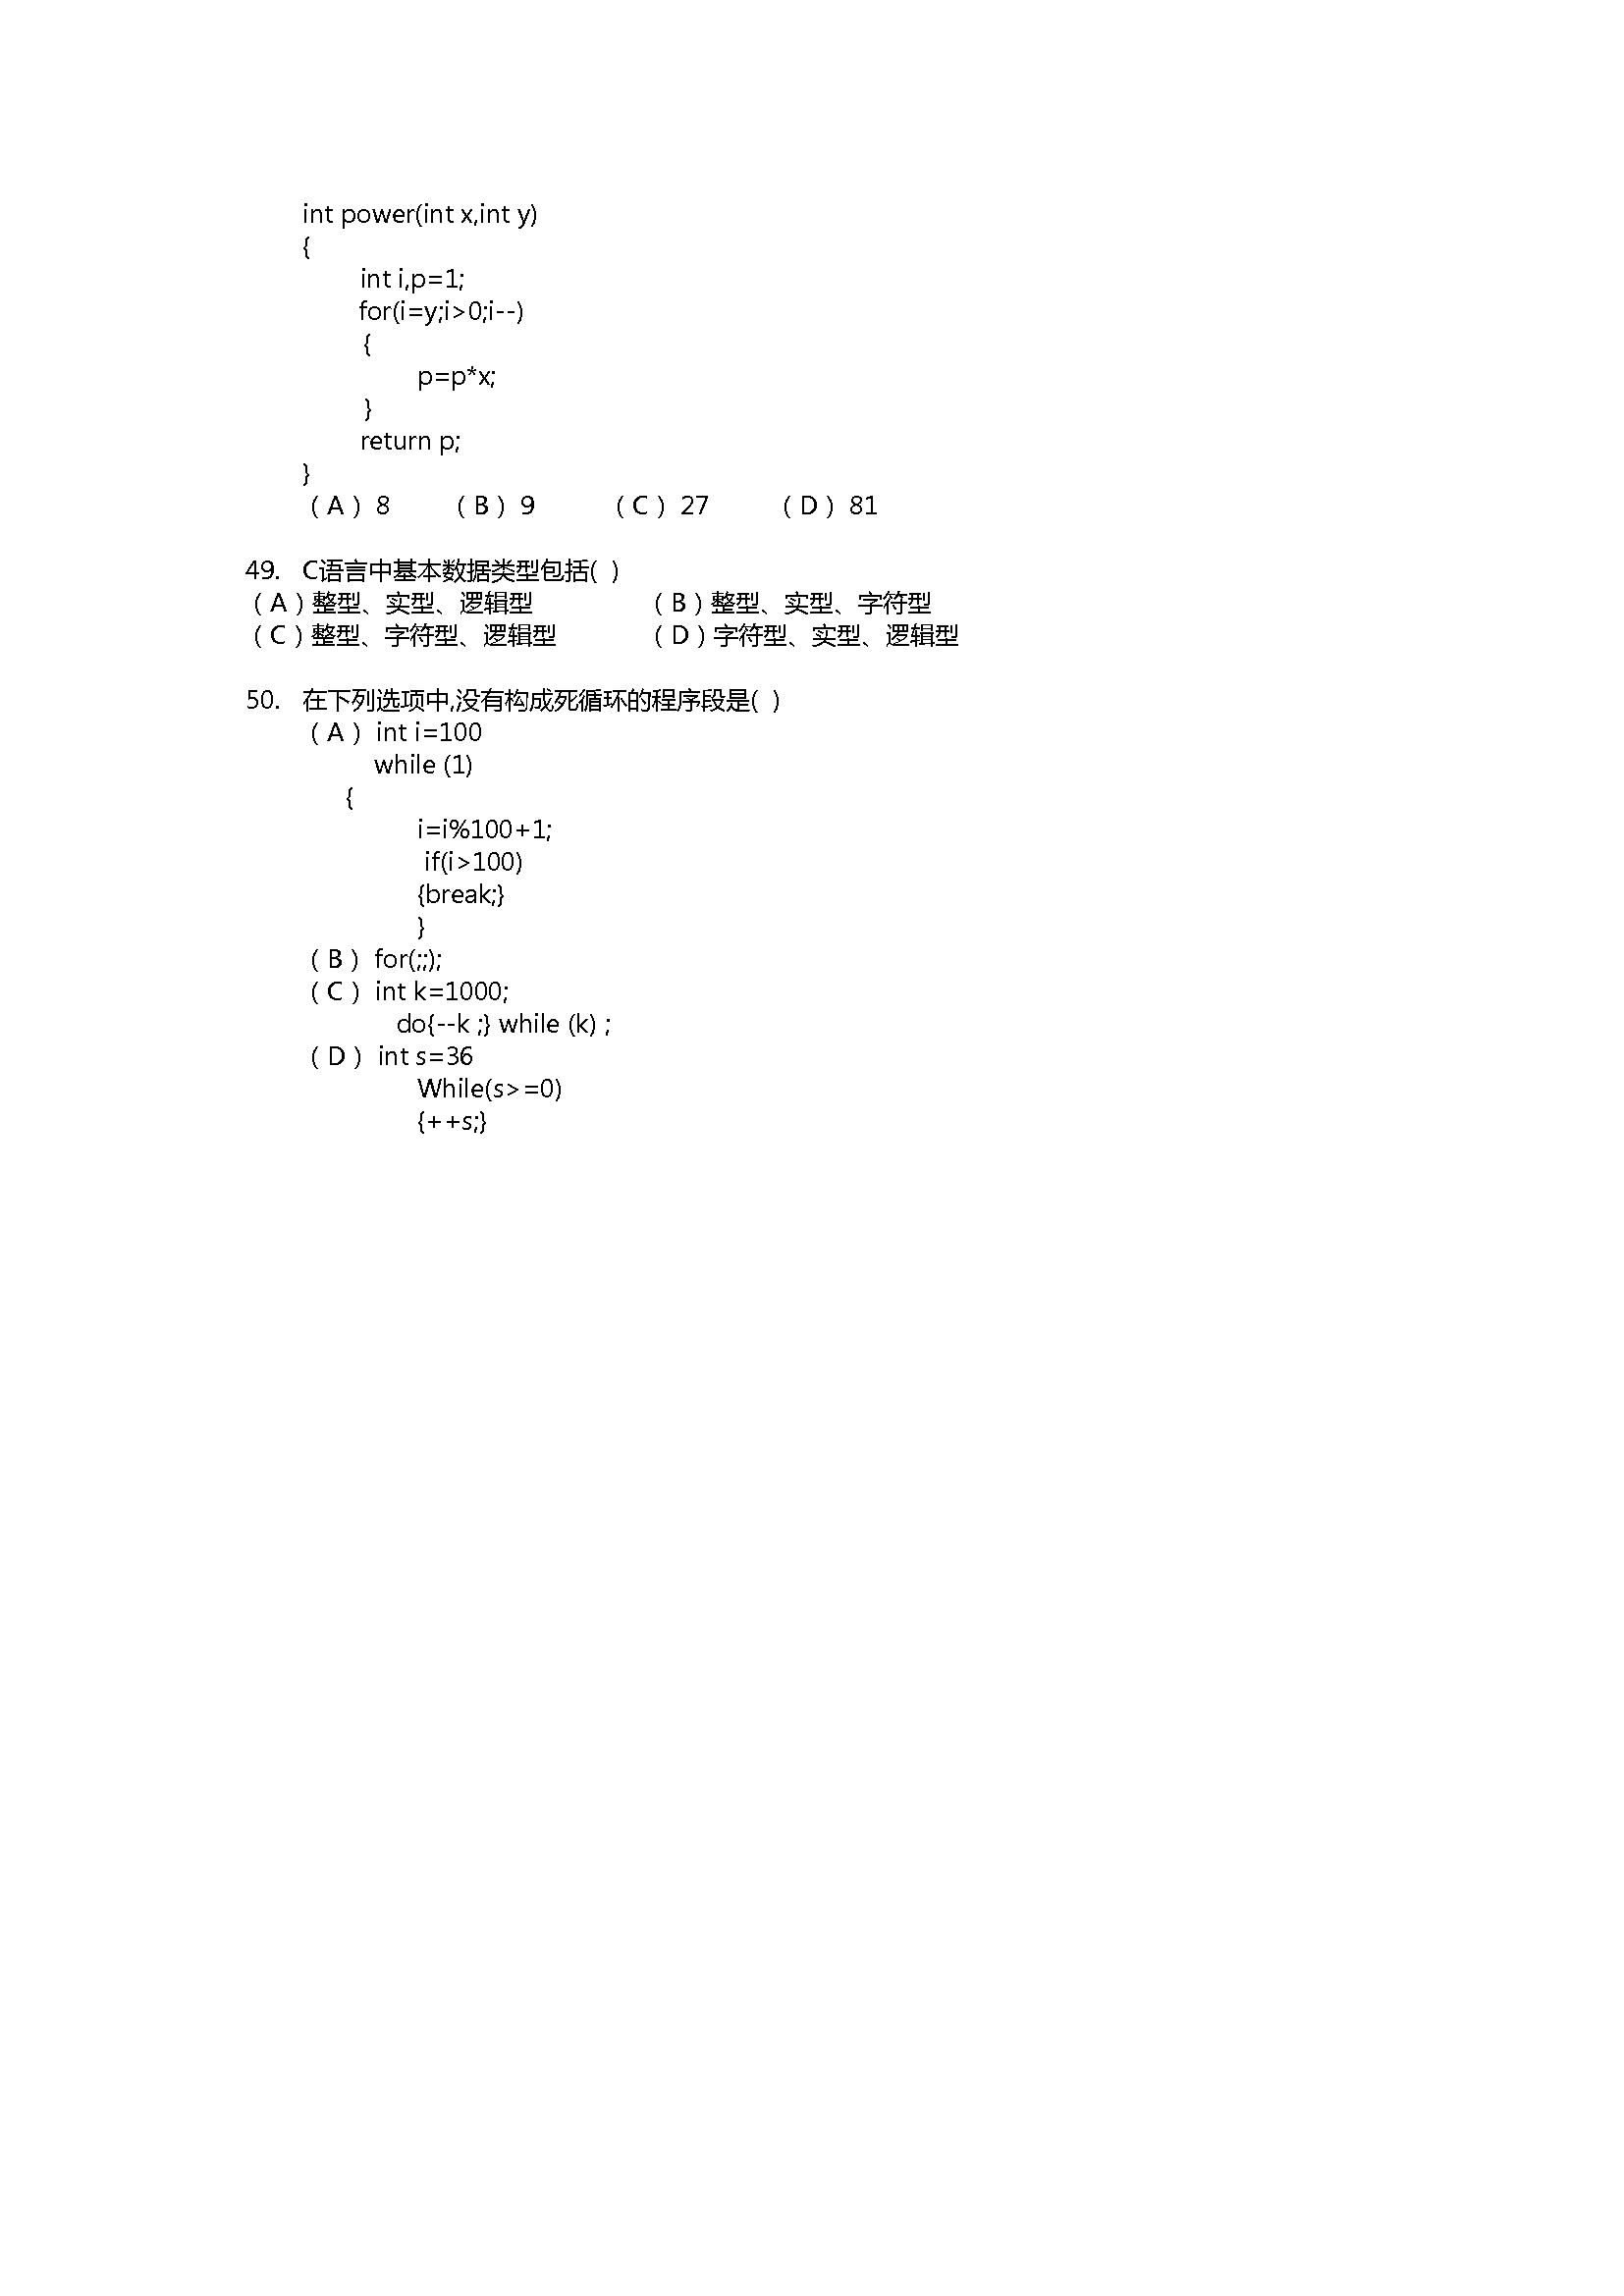 int power(int x,int y)
{
int i,p=1;
for(i=y;i>0;i--)
{
p=p*x;
}
return p;
}
（A） 8 （B） 9 （C） 27 （D） 81
49. C语言中基本数据类型包括( )
（A）整型、实型、逻辑型 （B）整型、实型、字符型
（C）整型、字符型、逻辑型 （D）字符型、实型、逻辑型
50. 在下列选项中,没有构成死循环的程序段是( )
（A） int i=100
while (1)
{
i=i%100+1;
if(i>100)
{break;}
}
（B） for(;;);
（C） int k=1000;
do{--k ;} while (k) ;
（D） int s=36
While(s>=0)
{++s;}